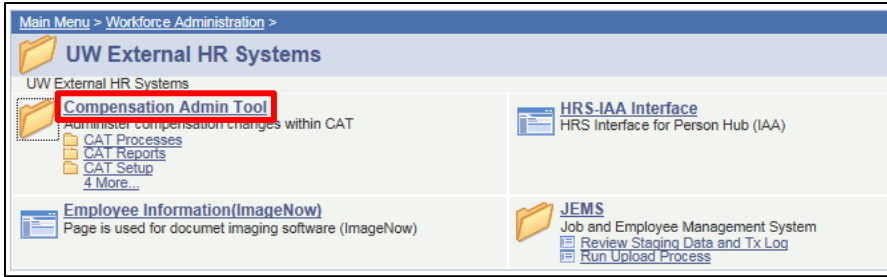 Main Menu > Workforce Administration >
UW External HR Systems
UW External HR Systems
Compensation Admin Tool
Administer compensation changes within CAT
CAT Processes
CAT Reports
CAT Setup
4 More...
HRS-IAA Interface
HRS Interface for Person Hub (IAA)
Employee Information(ImageNow)
Page is used for documet imaging software (ImageNow)
JEMS
Job and Employee Management System
Review Staging Data and Tx Log
Run Upload Process